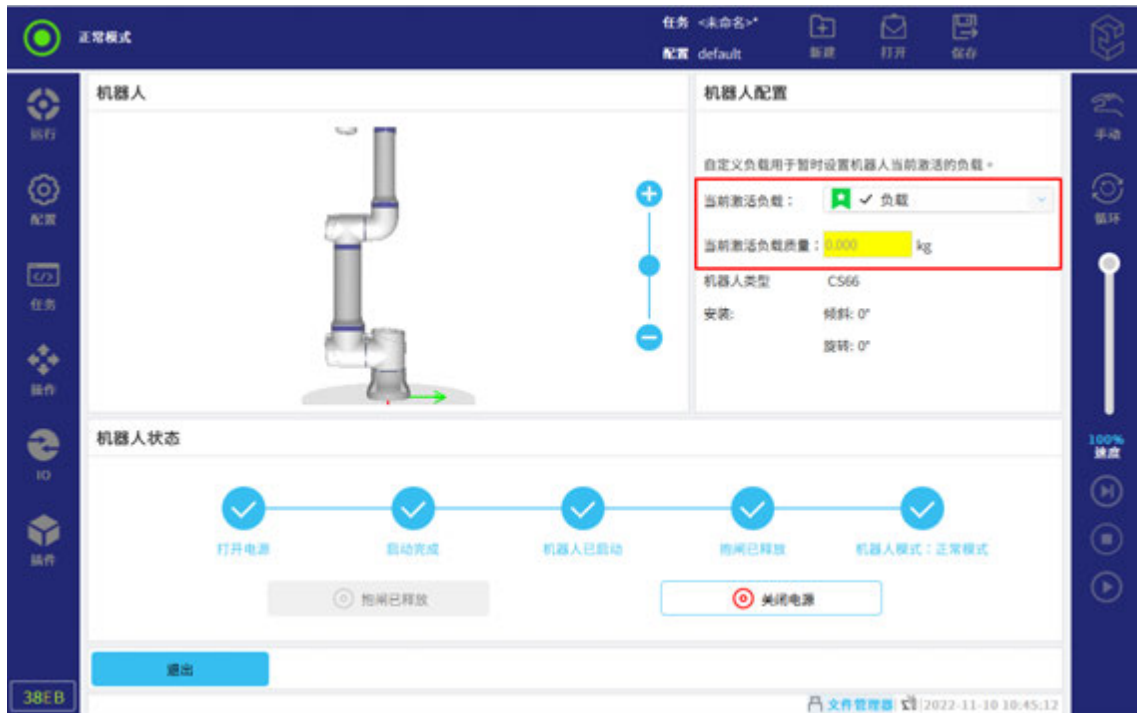 正常模式
任务 <未命名>*
配置 default
新建
打开
保存
运行
配置
任务
操作
IO
插件
38EB
机器人
机器人配置
自定义负载用于暂时设置机器人当前激活的负载。
当前激活负载：
负载
当前激活负载质量：
0.000
kg
机器人类型
CS66
安装:
倾斜: 0°
旋转: 0°
机器人状态
打开电源
启动完成
机器人已启动
抱闸已释放
机器人模式：正常模式
抱闸已释放
关闭电源
退出
文件管理器
2022-11-10 10:45:12
手动
循环
100%
速度